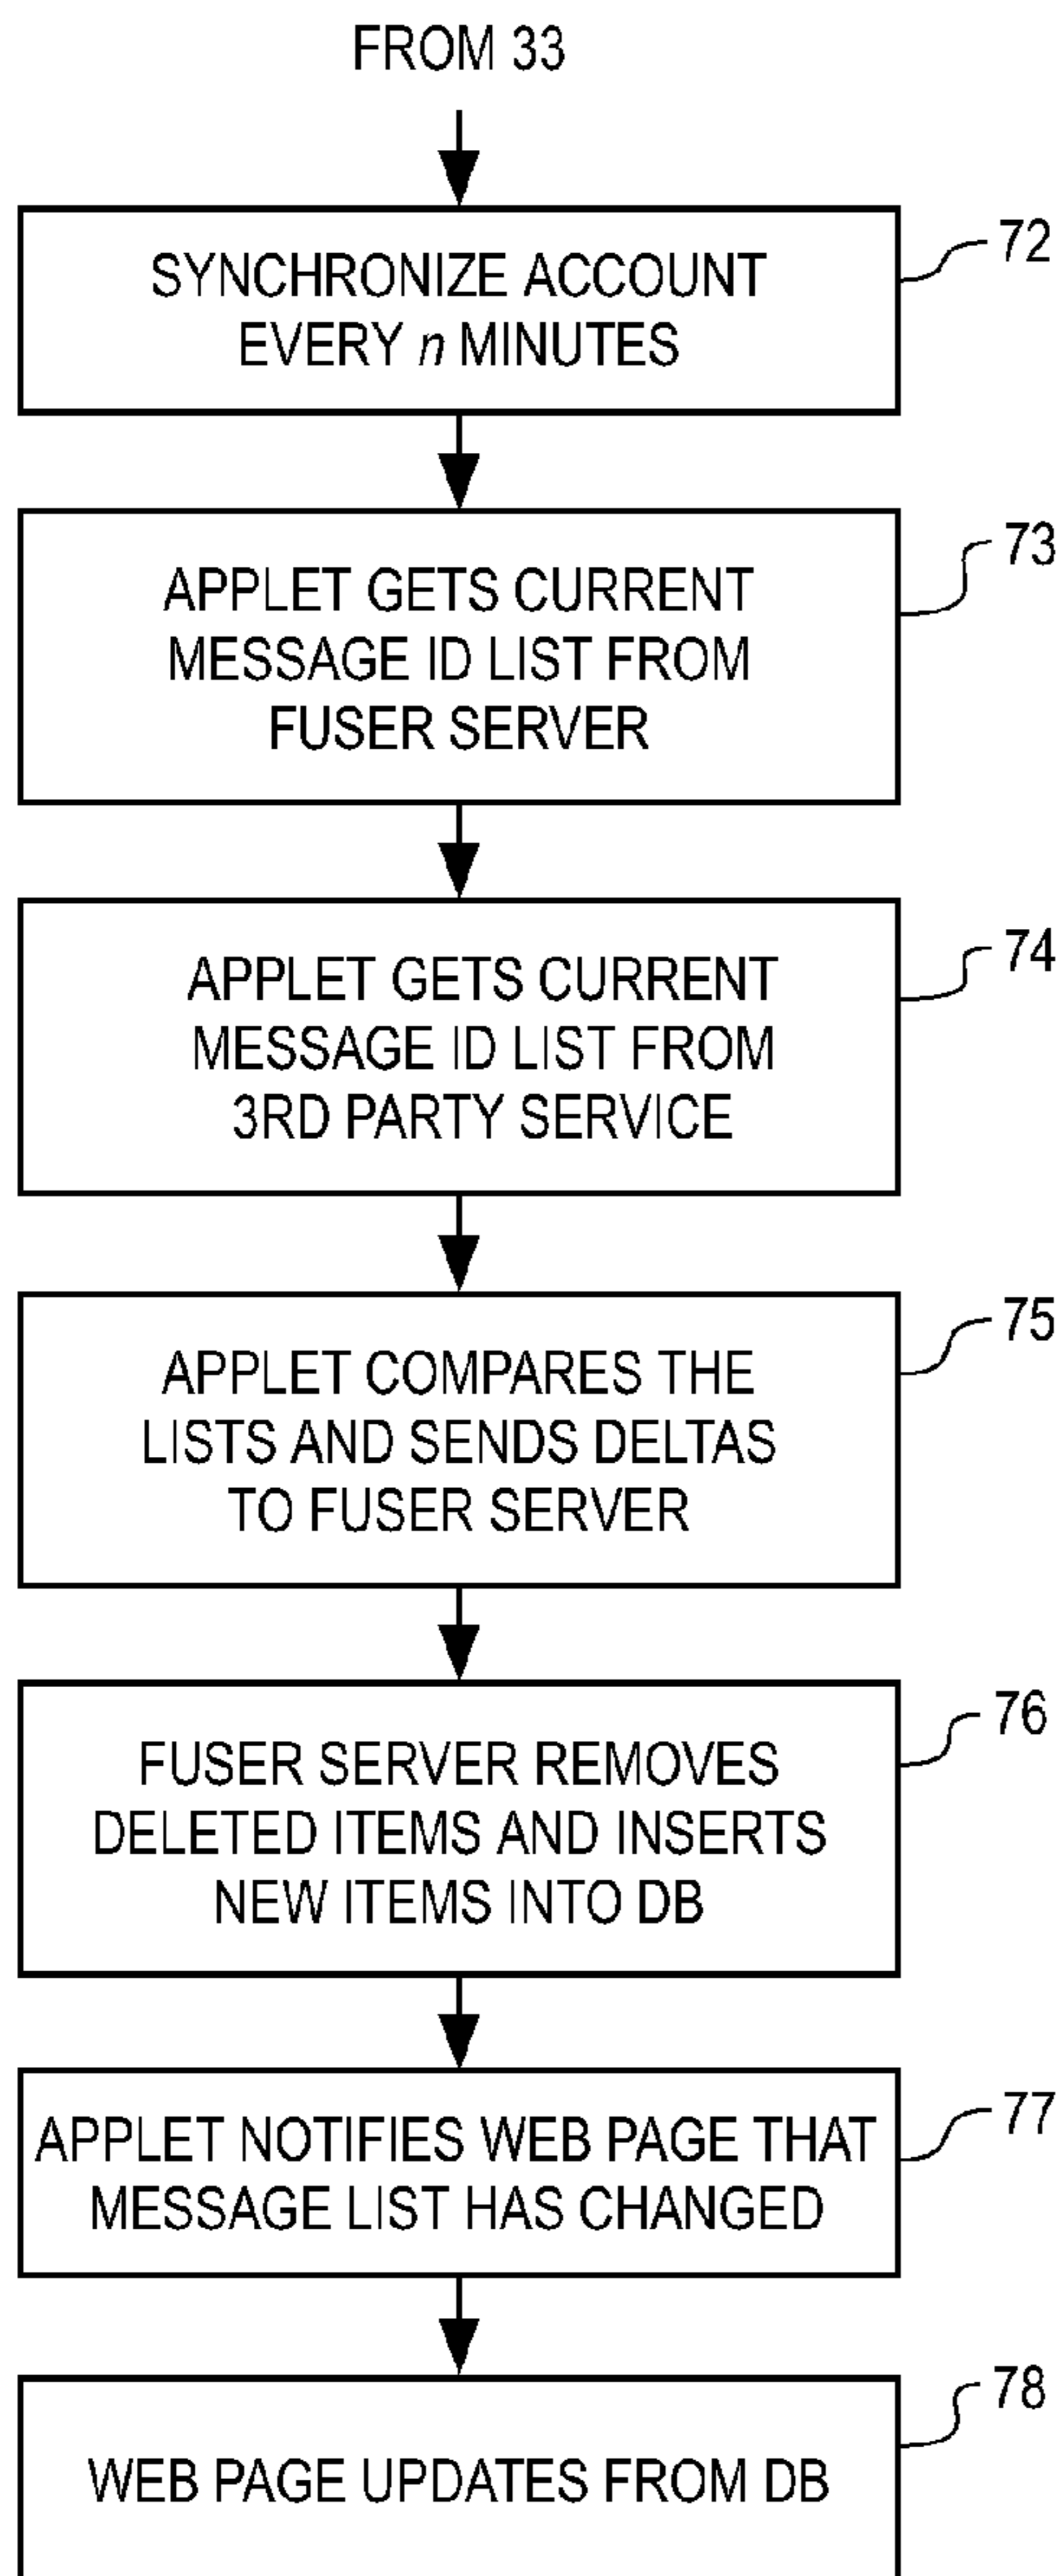 FROM 33
72
SYNCHRONIZE ACCOUNT
EVERY n MINUTES
73
APPLET GETS CURRENT
MESSAGE ID LIST FROM
FUSER SERVER
74
APPLET GETS CURRENT
MESSAGE ID LIST FROM
3RD PARTY SERVICE
75
APPLET COMPARES THE
LISTS AND SENDS DELTAS
TO FUSER SERVER
76
FUSER SERVER REMOVES
DELETED ITEMS AND INSERTS
NEW ITEMS INTO DB
77
APPLET NOTIFIES WEB PAGE THAT
MESSAGE LIST HAS CHANGED
78
WEB PAGE UPDATES FROM DB